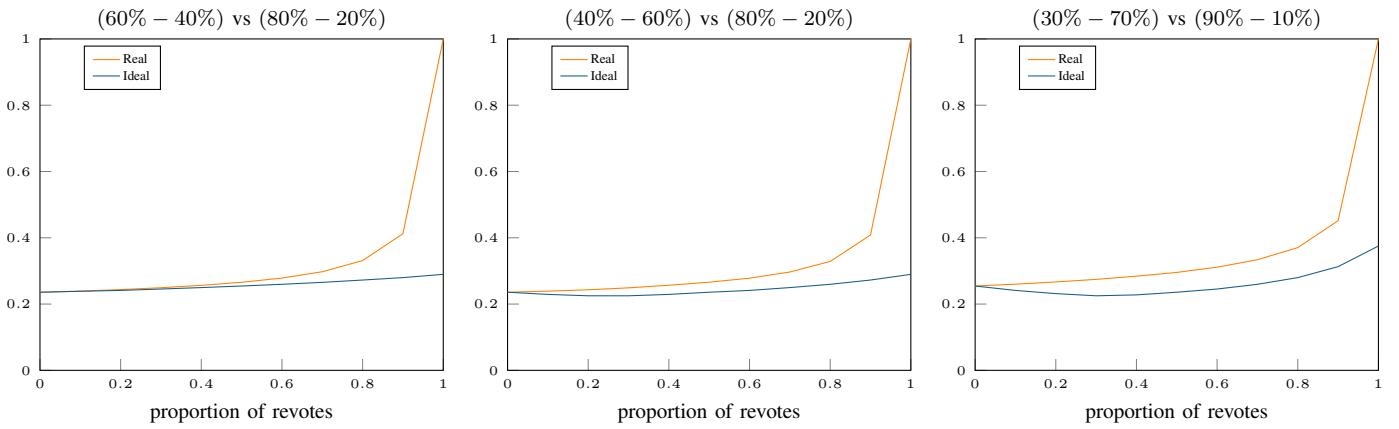 (60% − 40%) vs (80% − 20%)
1
0.8
0.6
0.4
0.2
0
Real
Ideal
0 0.2 0.4 0.6 0.8 1
proportion of revotes
(40% − 60%) vs (80% − 20%)
1
0.8
0.6
0.4
0.2
0
Real
Ideal
0 0.2 0.4 0.6 0.8 1
proportion of revotes
(30% − 70%) vs (90% − 10%)
1
0.8
0.6
0.4
0.2
0
Real
Ideal
0 0.2 0.4 0.6 0.8 1
proportion of revotes